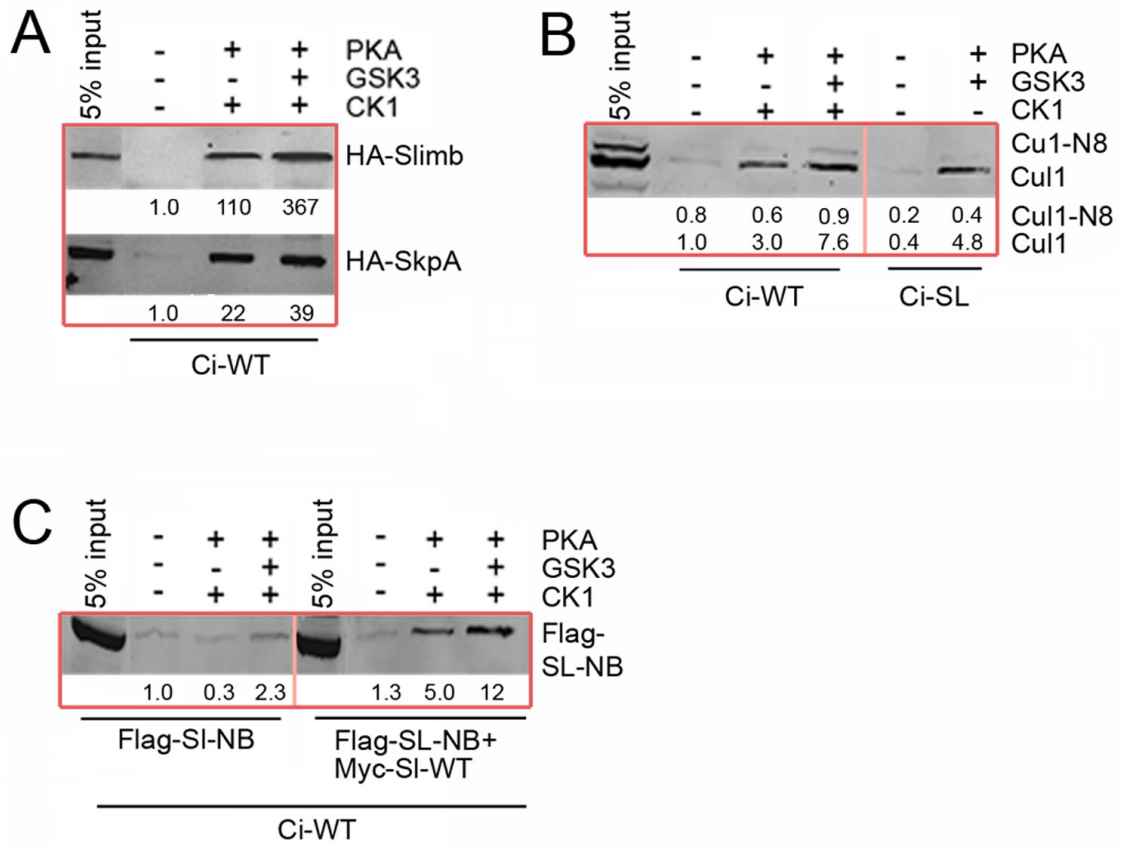 A
5% input
- + + PKA
- - + GSK3
- + + CK1
HA-Slimb
1.0 110 367
HA-SkpA
1.0 22 39
Ci-WT
B
5% input
- + + - + PKA
- - + - + GSK3
- + + - - CK1
Cu1-N8
Cul1
0.8 0.6 0.9 0.2 0.4 Cul1-N8
1.0 3.0 7.6 0.4 4.8 Cul1
Ci-WT Ci-SL
C
5% input 5% input
- + + - + + PKA
- - + - - + GSK3
- + + - + + CK1
Flag-
SL-NB
1.0 0.3 2.3 1.3 5.0 12
Flag-Sl-NB Flag-SL-NB+
Myc-Sl-WT
Ci-WT